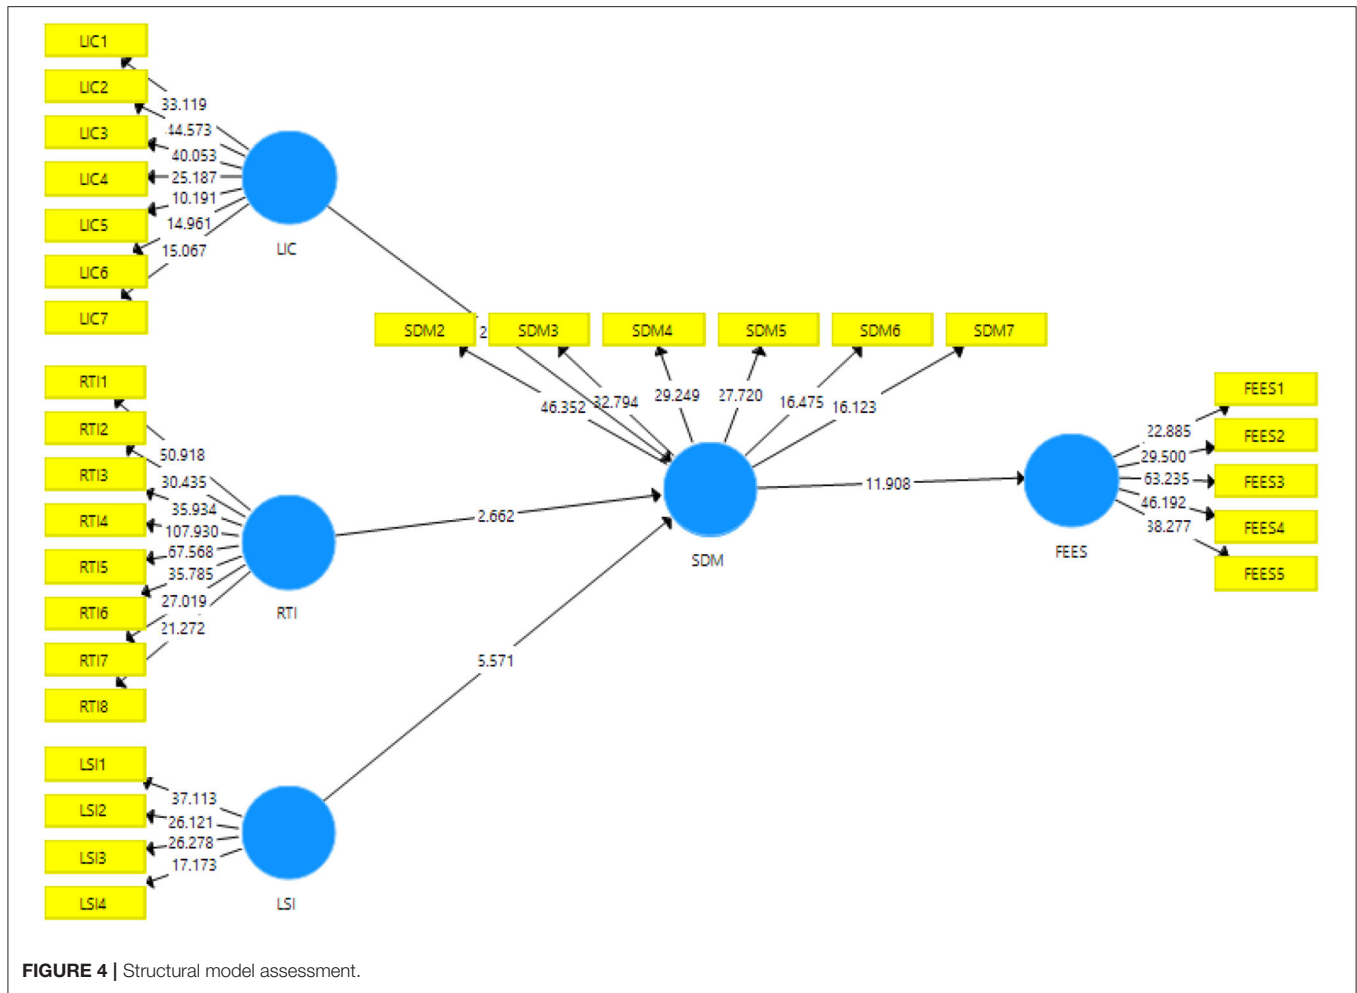 LIC1
LIC2
LIC3
LIC4
LIC5
LIC6
LIC7
33.119
44.573
40.053
25.187
10.191
14.961
15.067
LIC
SDM2
SDM3
SDM4
SDM5
SDM6
SDM7
46.352
32.794
29.249
27.720
16.475
16.123
RTI1
RTI2
RTI3
RTI4
RTI5
RTI6
RTI7
RTI8
50.918
30.435
35.934
107.930
67.568
35.785
27.019
21.272
RTI
2.662
SDM
11.908
FEES
FEES1
FEES2
FEES3
FEES4
FEES5
22.885
29.500
63.235
46.192
38.277
5.571
LSI1
LSI2
LSI3
LSI4
37.113
26.121
26.278
17.173
LSI
FIGURE 4 | Structural model assessment.